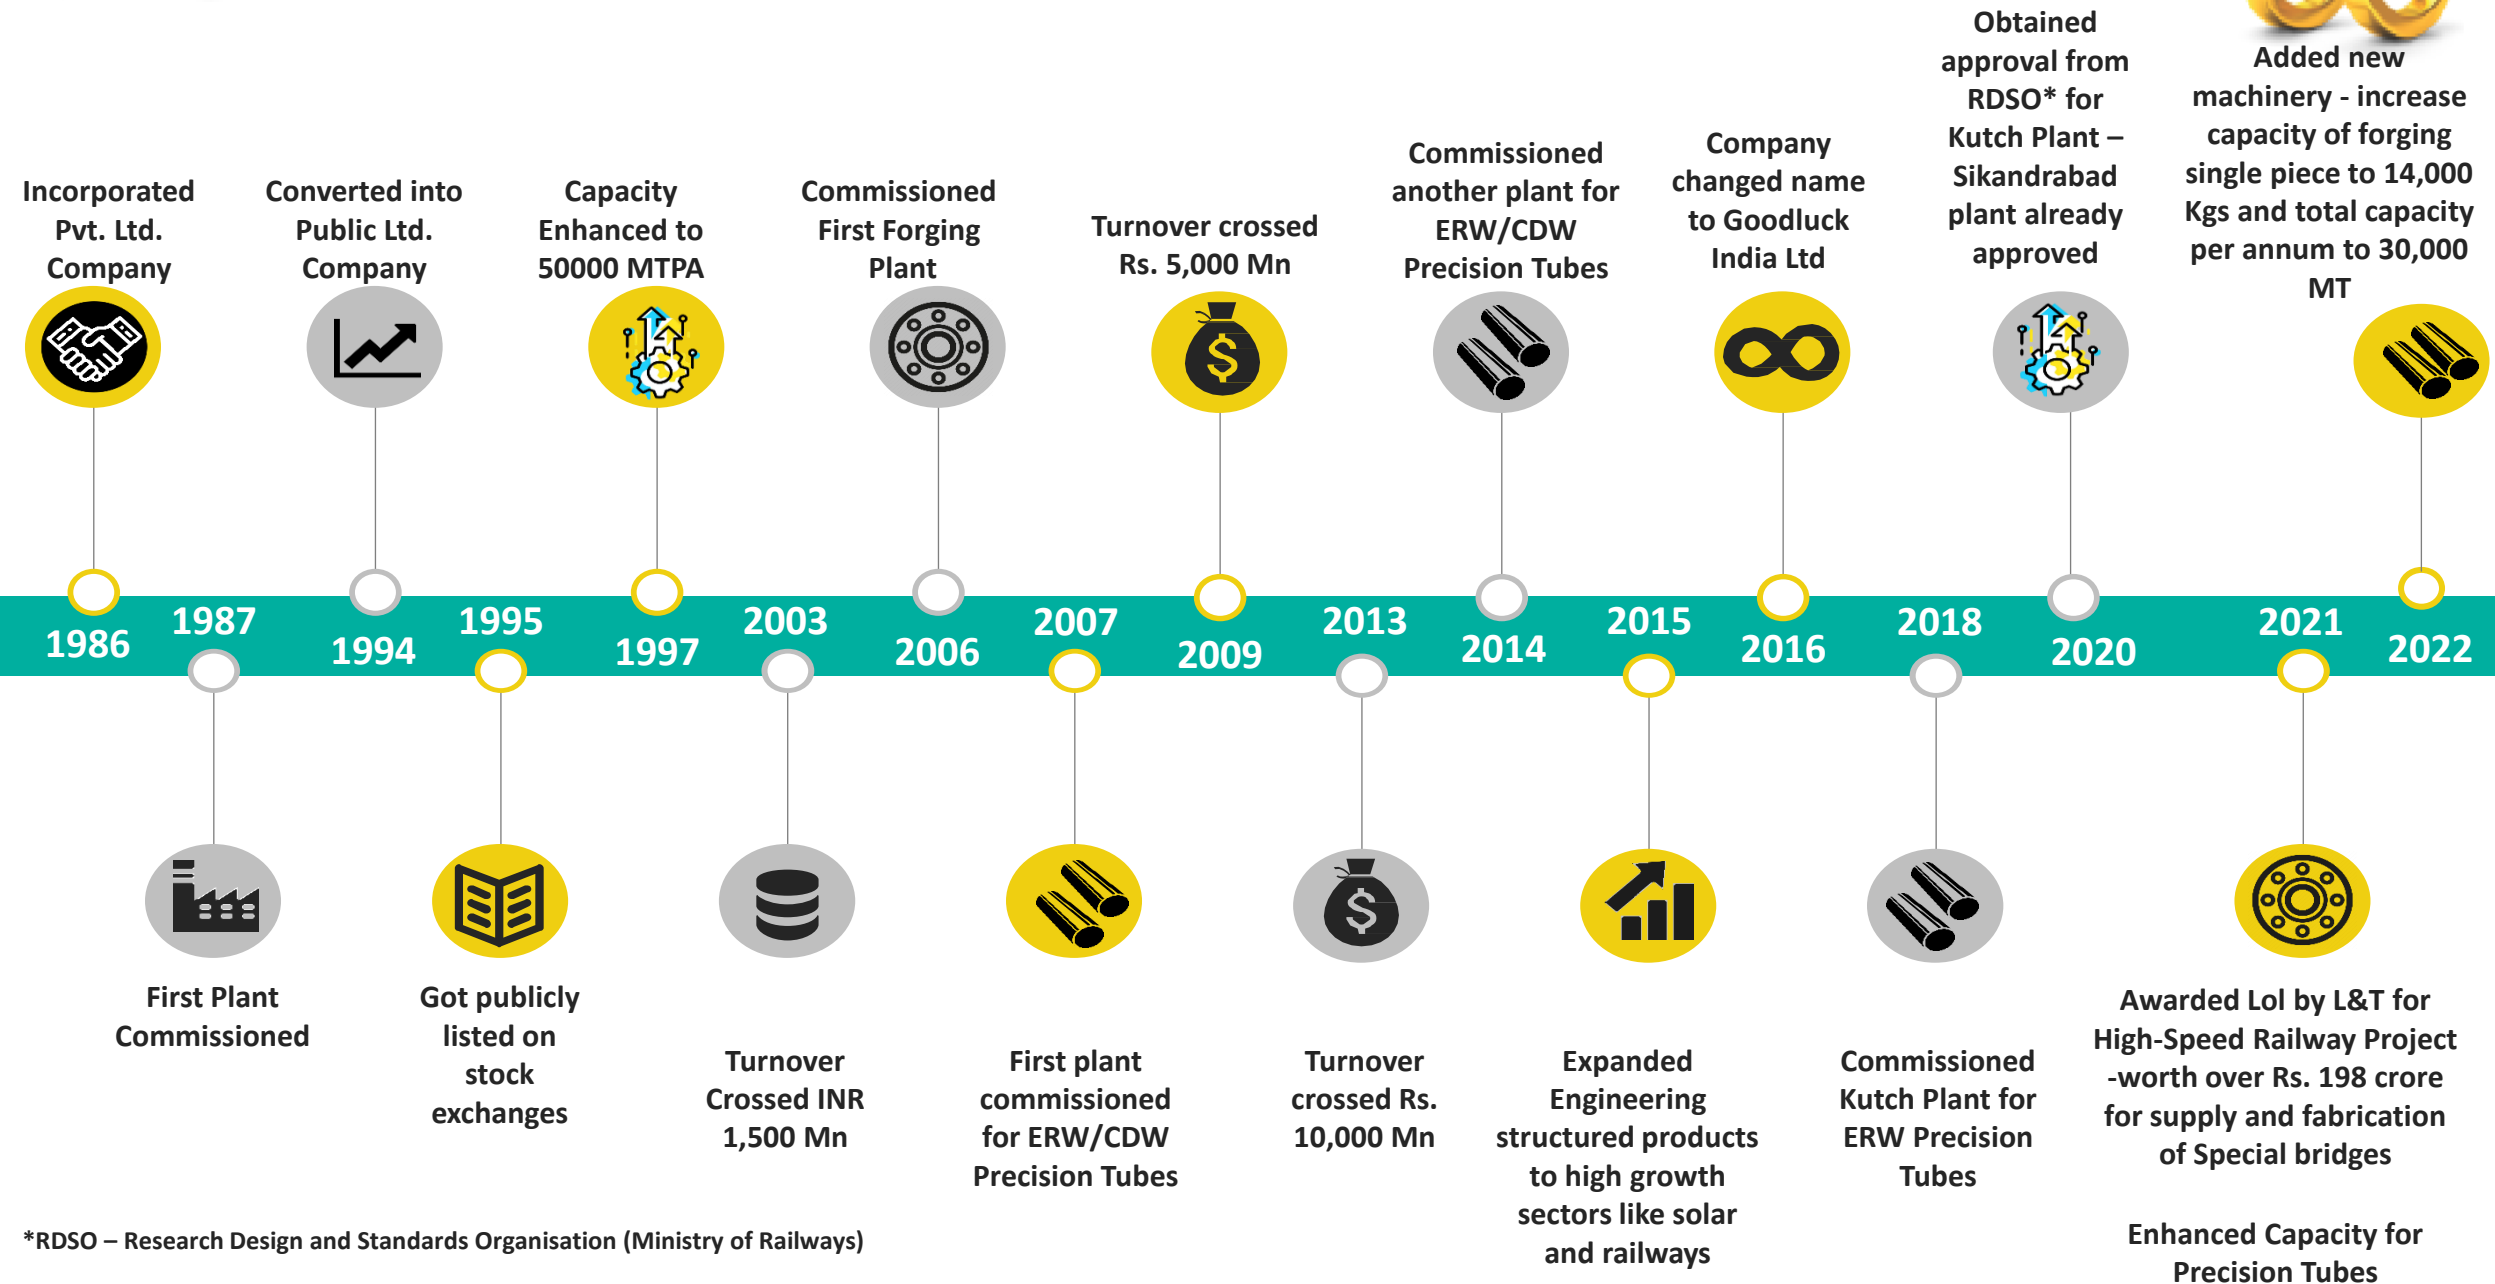 Incorporated
Pvt. Ltd.
Company
Converted into
Public Ltd.
Company
Capacity
Enhanced to
50000 MTPA
Commissioned
First Forging
Plant
Turnover crossed
Rs. 5,000 Mn
Commissioned
another plant for
ERW/CDW
Precision Tubes
Company
changed name
to Goodluck
India Ltd
Obtained
approval from
RDSO* for
Kutch Plant –
Sikandrabad
plant already
approved
Added new
machinery - increase
capacity of forging
single piece to 14,000
Kgs and total capacity
per annum to 30,000
MT
1986
1987
1994
1995
1997
2003
2006
2007
2009
2013
2014
2015
2016
2018
2020
2021
2022
First Plant
Commissioned
Got publicly
listed on
stock
exchanges
Turnover
Crossed INR
1,500 Mn
First plant
commissioned
for ERW/CDW
Precision Tubes
Turnover
crossed Rs.
10,000 Mn
Expanded
Engineering
structured products
to high growth
sectors like solar
and railways
Commissioned
Kutch Plant for
ERW Precision
Tubes
Awarded LoI by L&T for
High-Speed Railway Project
-worth over Rs. 198 crore
for supply and fabrication
of Special bridges
Enhanced Capacity for
Precision Tubes
*RDSO – Research Design and Standards Organisation (Ministry of Railways)